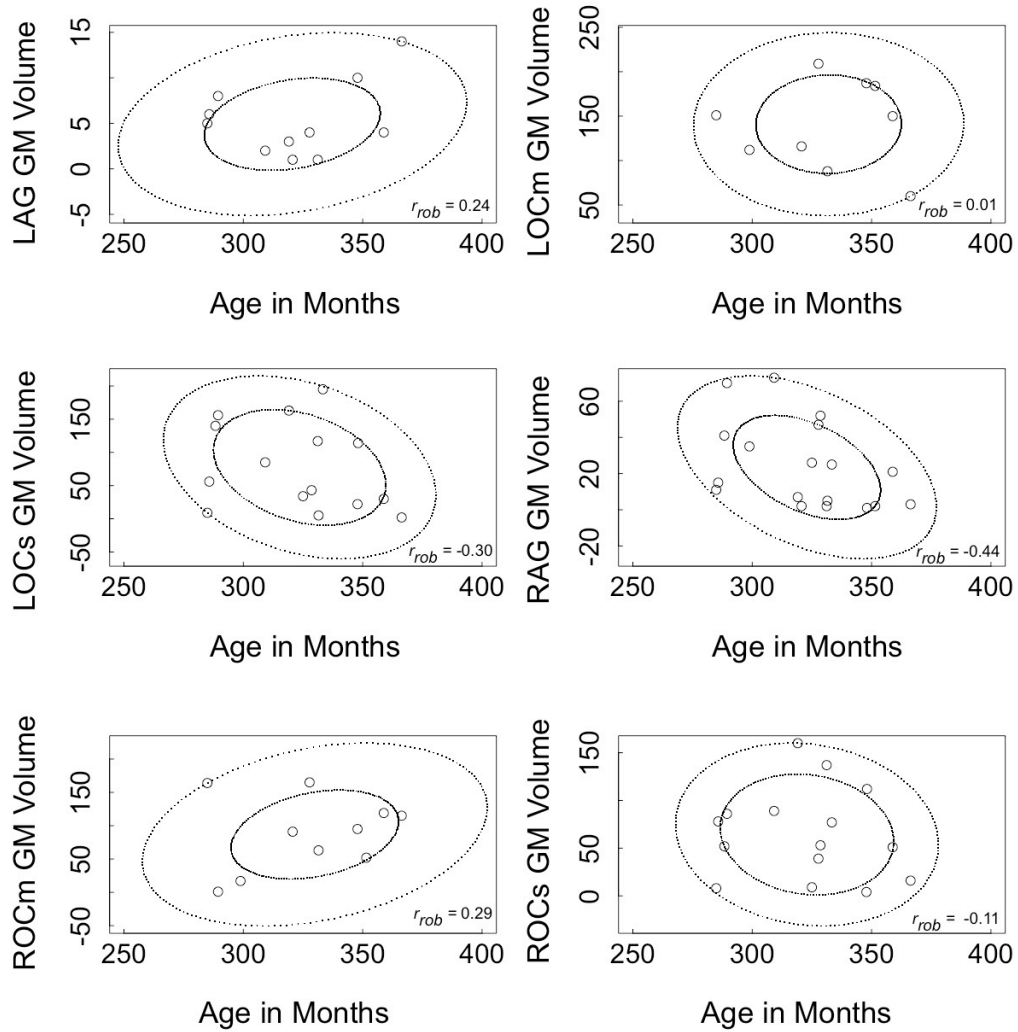 LAG GM Volume
15
5
0
-5
r_rob = 0.24
250 300 350 400
Age in Months
LOCm GM Volume
250
150
50
r_rob = 0.01
250 300 350 400
Age in Months
LOCs GM Volume
150
50
-50
r_rob = -0.30
250 300 350 400
Age in Months
RAG GM Volume
60
20
-20
r_rob = -0.44
250 300 350 400
Age in Months
ROCm GM Volume
150
50
-50
r_rob = 0.29
250 300 350 400
Age in Months
ROCs GM Volume
150
50
0
r_rob = -0.11
250 300 350 400
Age in Months